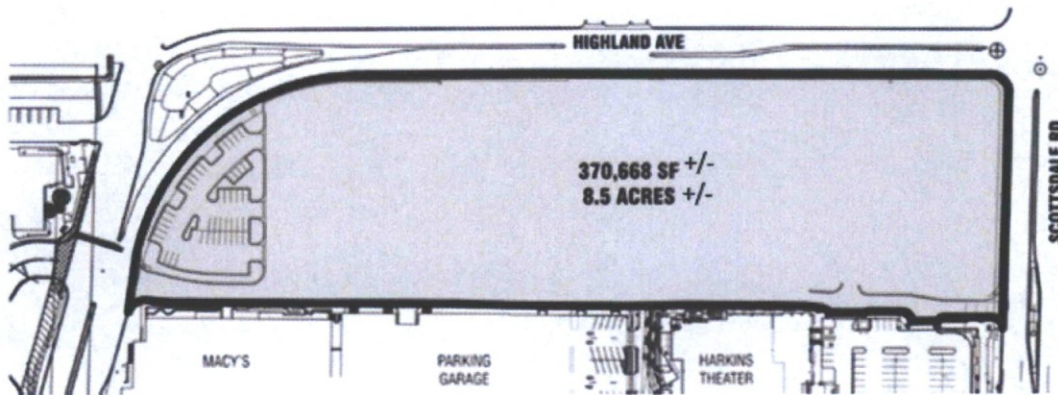 HIGHLAND AVE
370,668 SF +/-
8.5 ACRES +/-
SCOTTSDALE RD
MACY'S
PARKING
GARAGE
HARKINS
THEATER